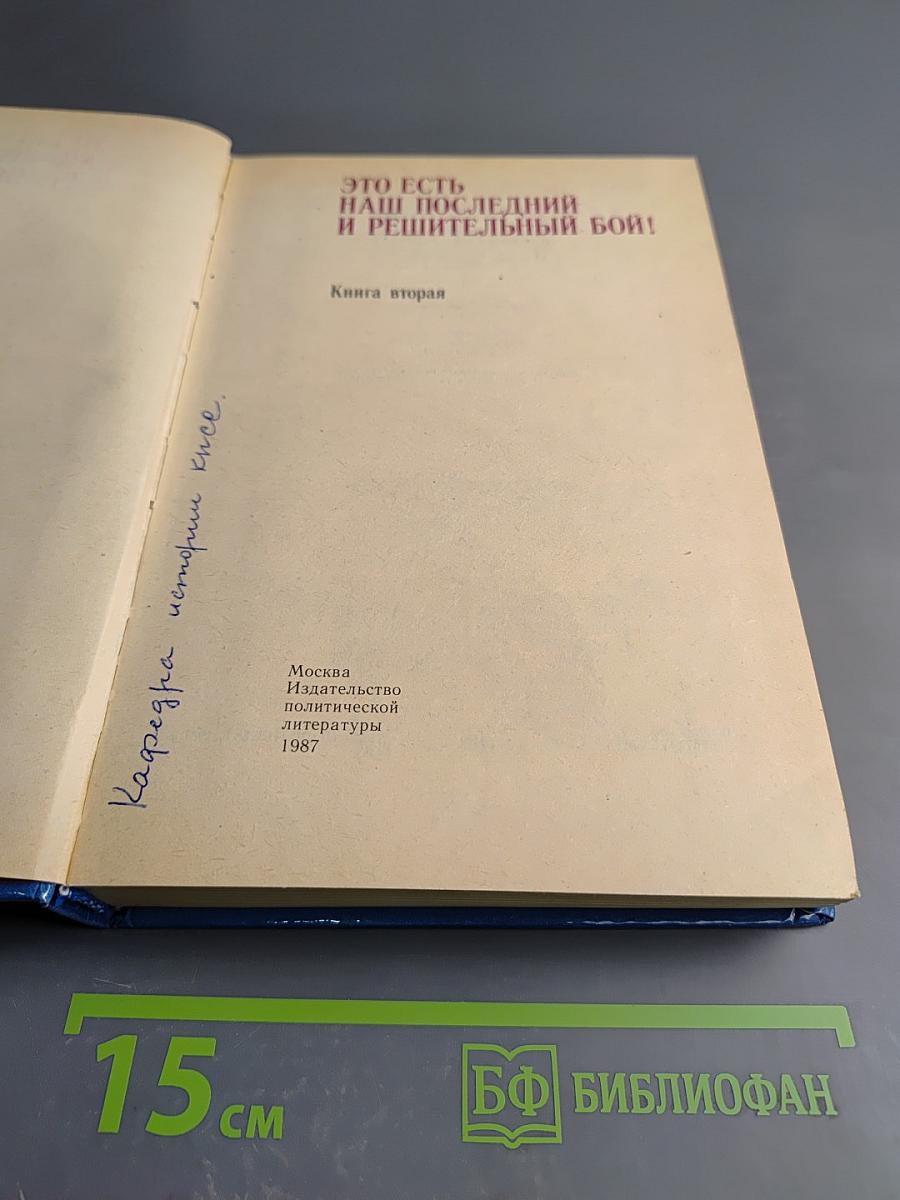 ЭТО ЕСТЬ
НАШ ПОСЛЕДНИЙ
И РЕШИТЕЛЬНЫЙ БОЙ!
Книга вторая
Кафедра истории кпсс.
Москва
Издательство
политической
литературы
1987
15 см
БФ БИБЛИОФАН